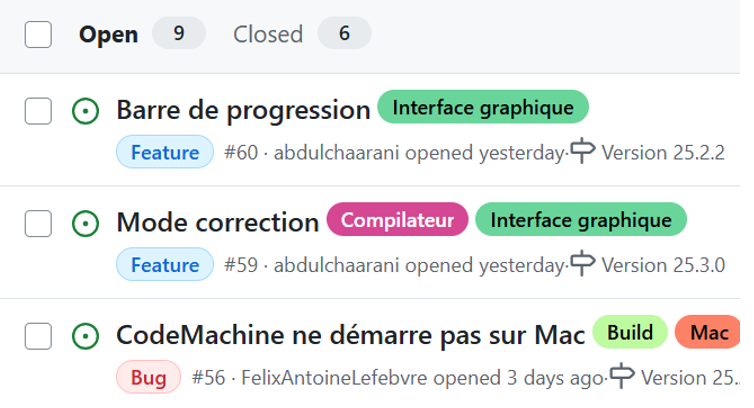 Open 9 Closed 6
Barre de progression Interface graphique
Feature #60 · abdulchaarani opened yesterday · Version 25.2.2
Mode correction Compilateur Interface graphique
Feature #59 · abdulchaarani opened yesterday · Version 25.3.0
CodeMachine ne démarre pas sur Mac Build Mac
Bug #56 · FelixAntoineLefebvre opened 3 days ago · Version 25..